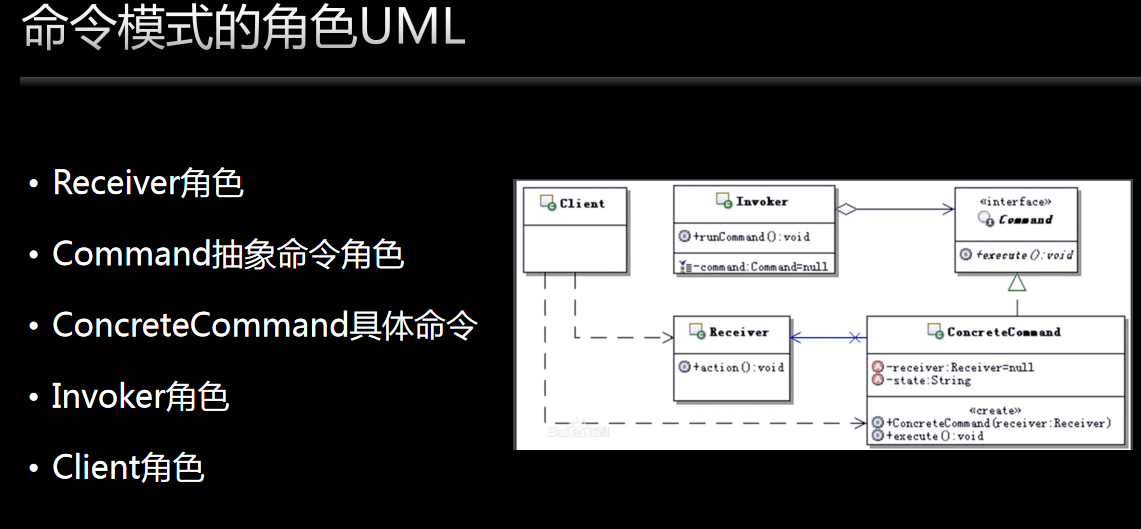 命令模式的角色UML
• Receiver角色
• Command抽象命令角色
• ConcreteCommand具体命令
• Invoker角色
• Client角色
Client
Invoker
+runCommand():void
-command:Command=null
«interface»
Command
+execute():void
Receiver
+action():void
ConcreteCommand
-receiver:Receiver=null
-state:String
«create»
+ConcreteCommand(receiver:Receiver)
+execute():void